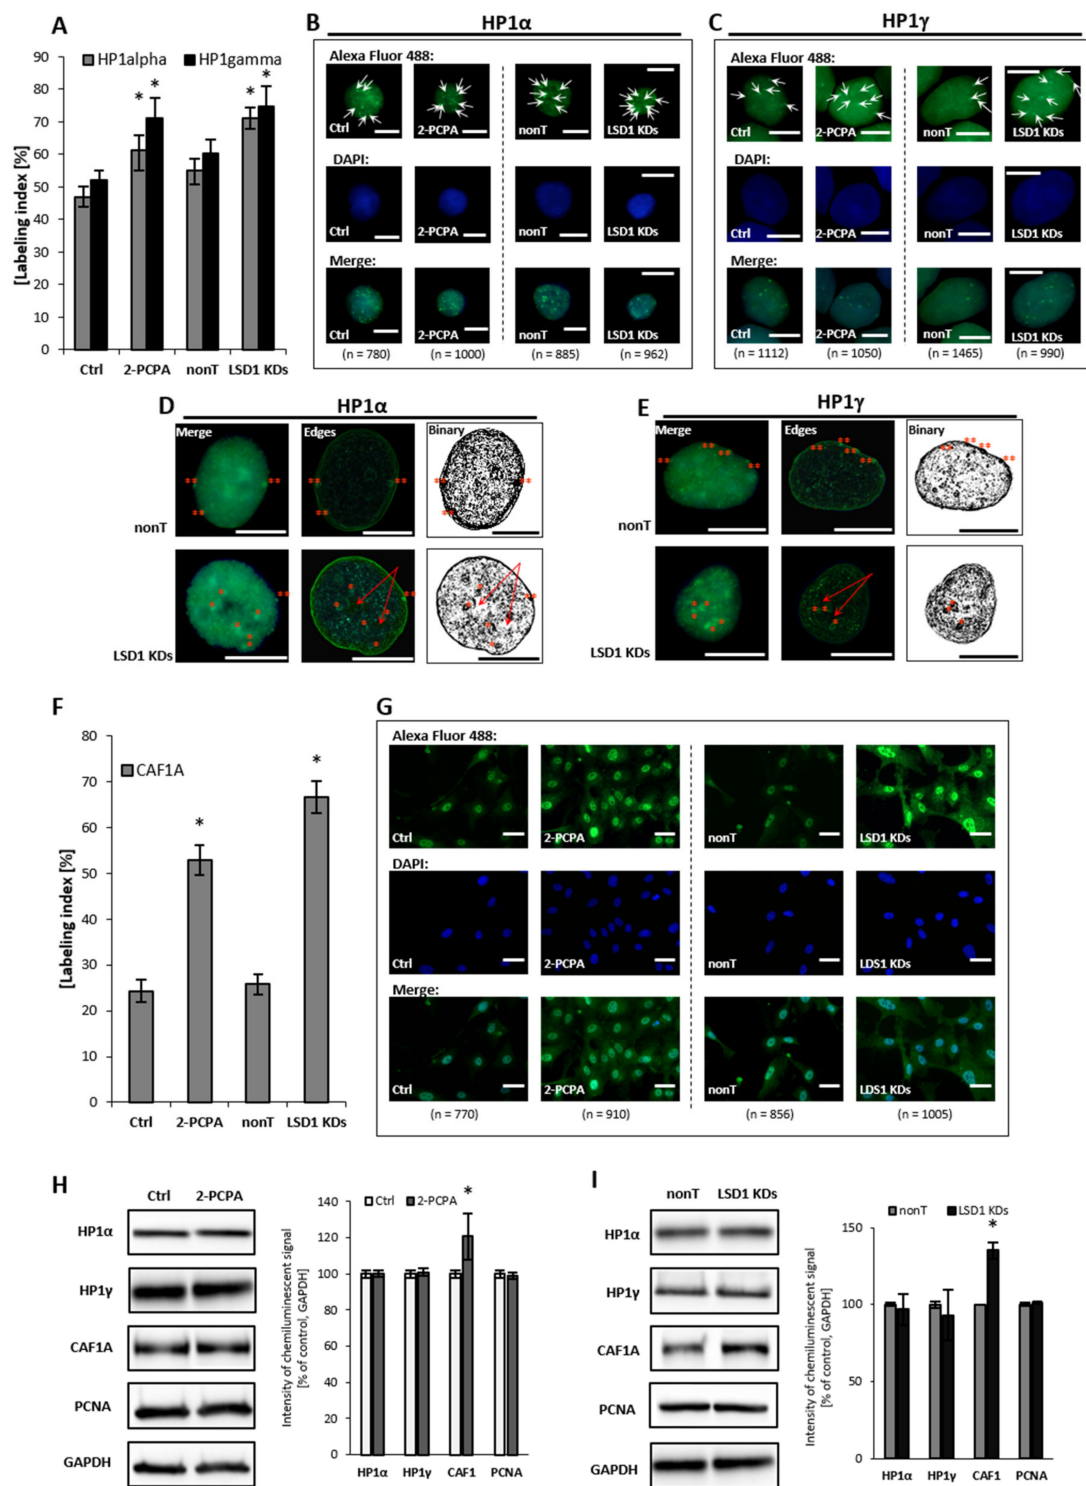 A
HP1alpha HP1gamma
[Labeling index [%]
90
80
70
60
50
40
30
20
10
0
* * * *
Ctrl 2-PCPA nonT LSD1 KDs
B
HP1α
Alexa Fluor 488:
Ctrl 2-PCPA nonT LSD1 KDs
DAPI:
Ctrl 2-PCPA nonT LSD1 KDs
Merge:
Ctrl 2-PCPA nonT LSD1 KDs
(n = 780) (n = 1000) (n = 885) (n = 962)
C
HP1γ
Alexa Fluor 488:
Ctrl 2-PCPA nonT LSD1 KDs
DAPI:
Ctrl 2-PCPA nonT LSD1 KDs
Merge:
Ctrl 2-PCPA nonT LSD1 KDs
(n = 1112) (n = 1050) (n = 1465) (n = 990)
D
HP1α
Merge Edges Binary
nonT
LSD1 KDs
E
HP1γ
Merge Edges Binary
nonT
LSD1 KDs
F
CAF1A
[Labeling index [%]
80
70
60
50
40
30
20
10
0
* *
Ctrl 2-PCPA nonT LSD1 KDs
G
Alexa Fluor 488:
Ctrl 2-PCPA nonT LSD1 KDs
DAPI:
Ctrl 2-PCPA nonT LDS1 KDs
Merge:
Ctrl 2-PCPA nonT LDS1 KDs
(n = 770) (n = 910) (n = 856) (n = 1005)
H
Ctrl 2-PCPA
HP1α
HP1γ
CAF1A
PCNA
GAPDH
Ctrl 2-PCPA
*
Intensity of chemiluminescent signal
[% of control, GAPDH]
140
120
100
80
60
40
20
0
HP1α HP1γ CAF1 PCNA
I
nonT LSD1 KDs
HP1α
HP1γ
CAF1A
PCNA
GAPDH
nonT LSD1 KDs
*
Intensity of chemiluminescent signal
[% of control, GAPDH]
150
100
50
0
HP1α HP1γ CAF1 PCNA